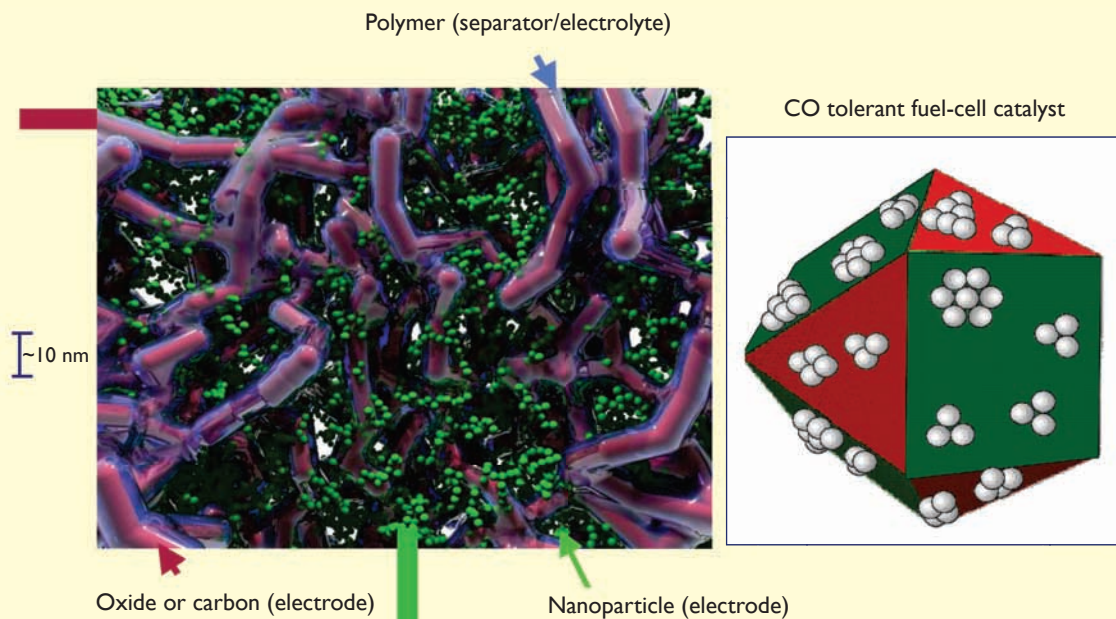 Polymer (separator/electrolyte)
CO tolerant fuel-cell catalyst
~10 nm
Oxide or carbon (electrode)
Nanoparticle (electrode)